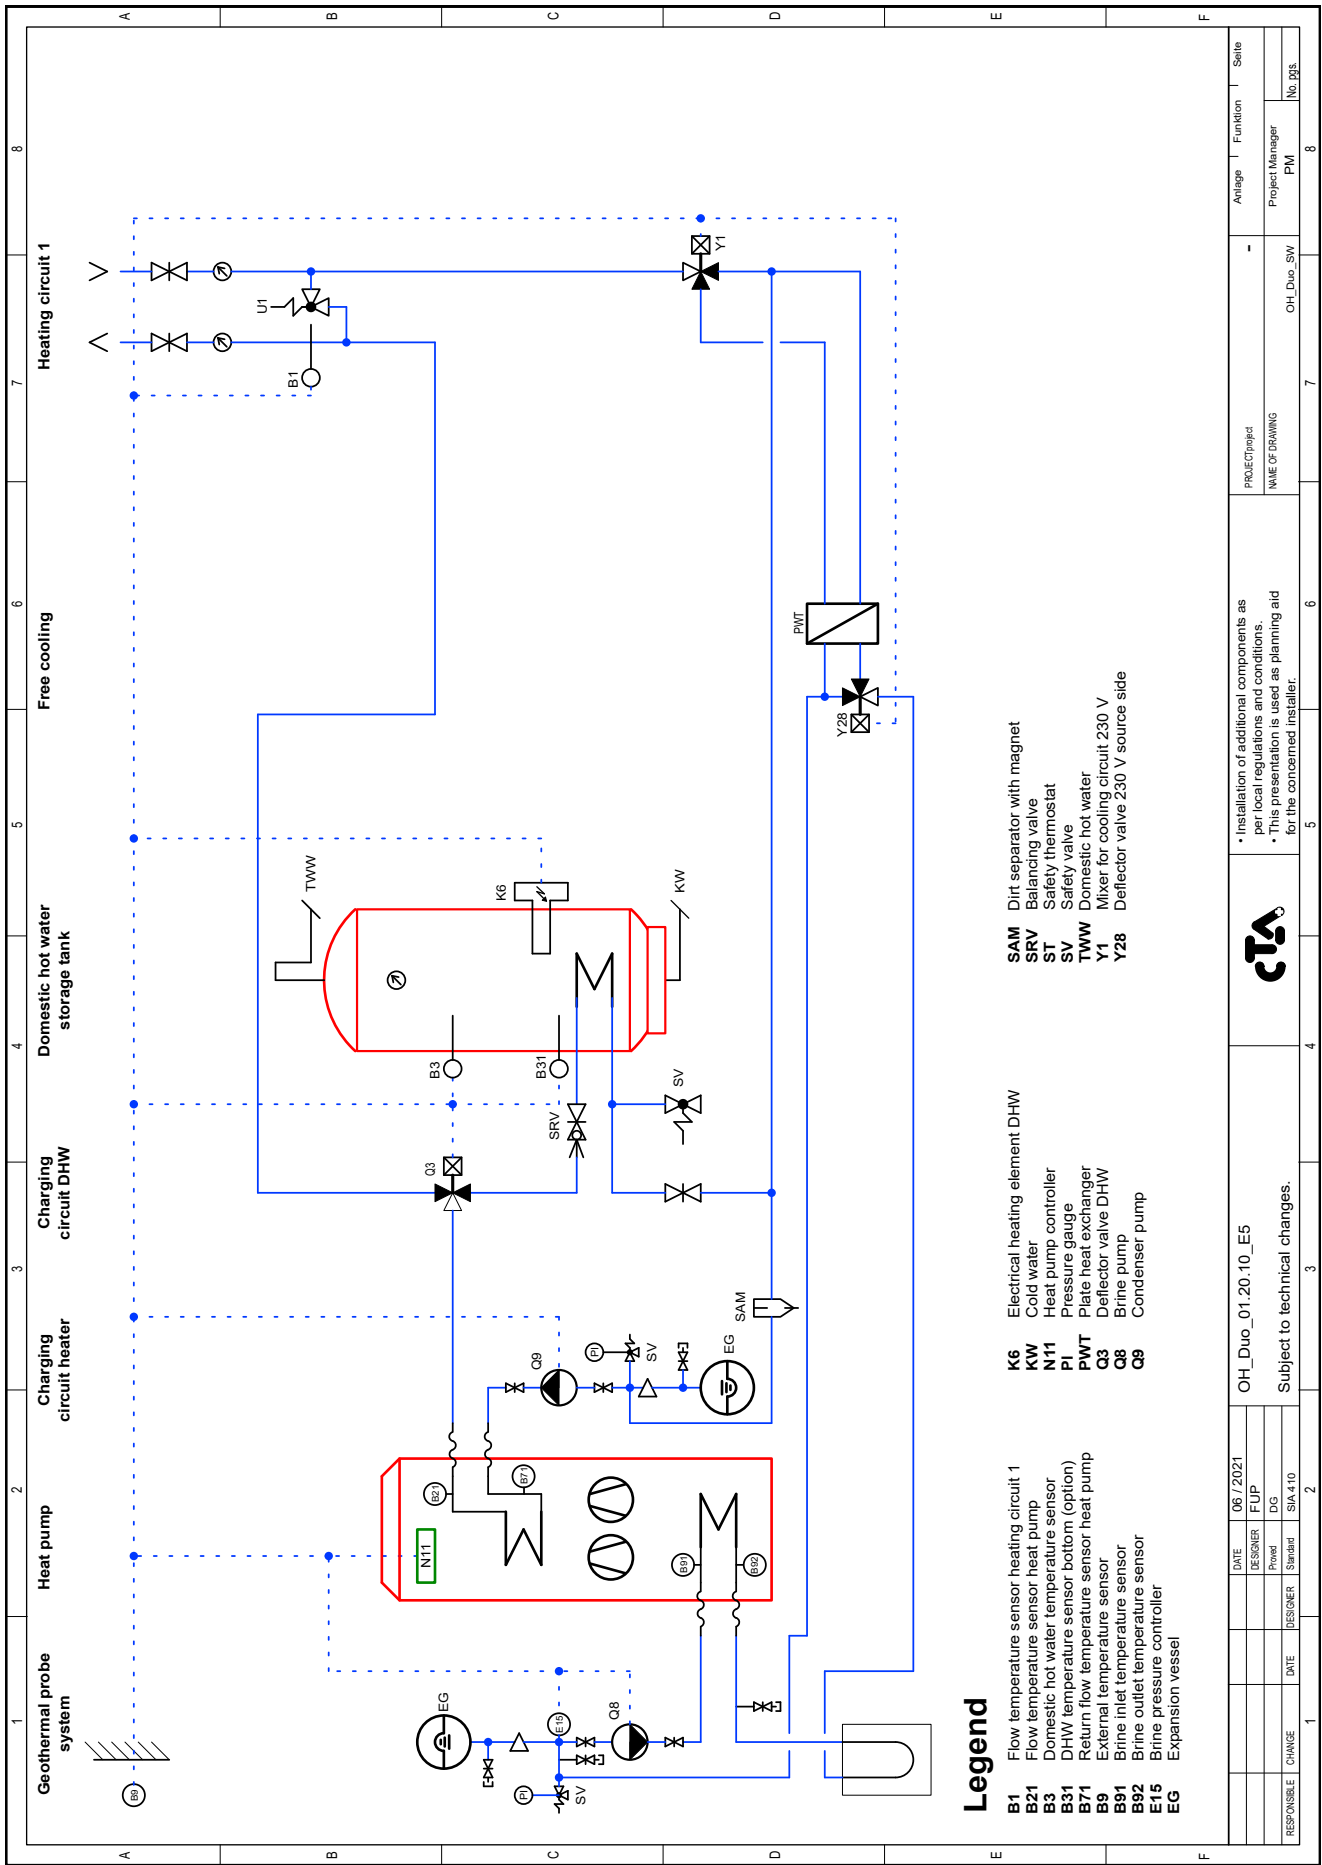 1 2 3 4 5 6 7 8
A
B
C
D
E
F
Geothermal probe
system
Heat pump
Charging
circuit heater
Charging
circuit DHW
Domestic hot water
storage tank
Free cooling
Heating circuit 1
B9
TWW
U1
B1
N11
B21
B71
B91
B92
Q9
PI
SV
EG
SAM
Q3
B3
B31
SRV
SV
K6
KW
Y1
PWT
Y28
EG
E15
Q8
PI
SV
Legend
B1 Flow temperature sensor heating circuit 1
B21 Flow temperature sensor heat pump
B3 Domestic hot water temperature sensor
B31 DHW temperature sensor bottom (option)
B71 Return flow temperature sensor heat pump
B9 External temperature sensor
B91 Brine inlet temperature sensor
B92 Brine outlet temperature sensor
E15 Brine pressure controller
EG Expansion vessel
K6 Electrical heating element DHW
KW Cold water
N11 Heat pump controller
PI Pressure gauge
PWT Plate heat exchanger
Q3 Deflector valve DHW
Q8 Brine pump
Q9 Condenser pump
SAM Dirt separator with magnet
SRV Balancing valve
ST Safety thermostat
SV Safety valve
TWW Domestic hot water
Y1 Mixer for cooling circuit 230 V
Y28 Deflector valve 230 V source side
RESPONSIBLE CHANGE DATE DESIGNER
DATE 06 / 2021
DESIGNER FUP
Proved DG
Standard SIA 410
OH_Duo_01.20.10_E5
Subject to technical changes.
CTA
• Installation of additional components as
per local regulations and conditions.
• This presentation is used as planning aid
for the concerned installer.
PROJECTproject -
NAME OF DRAWING OH_Duo_SW
Anlage Funktion Seite
Project Manager
PM
No. pgs.
A
B
C
D
E
F
1 2 3 4 5 6 7 8